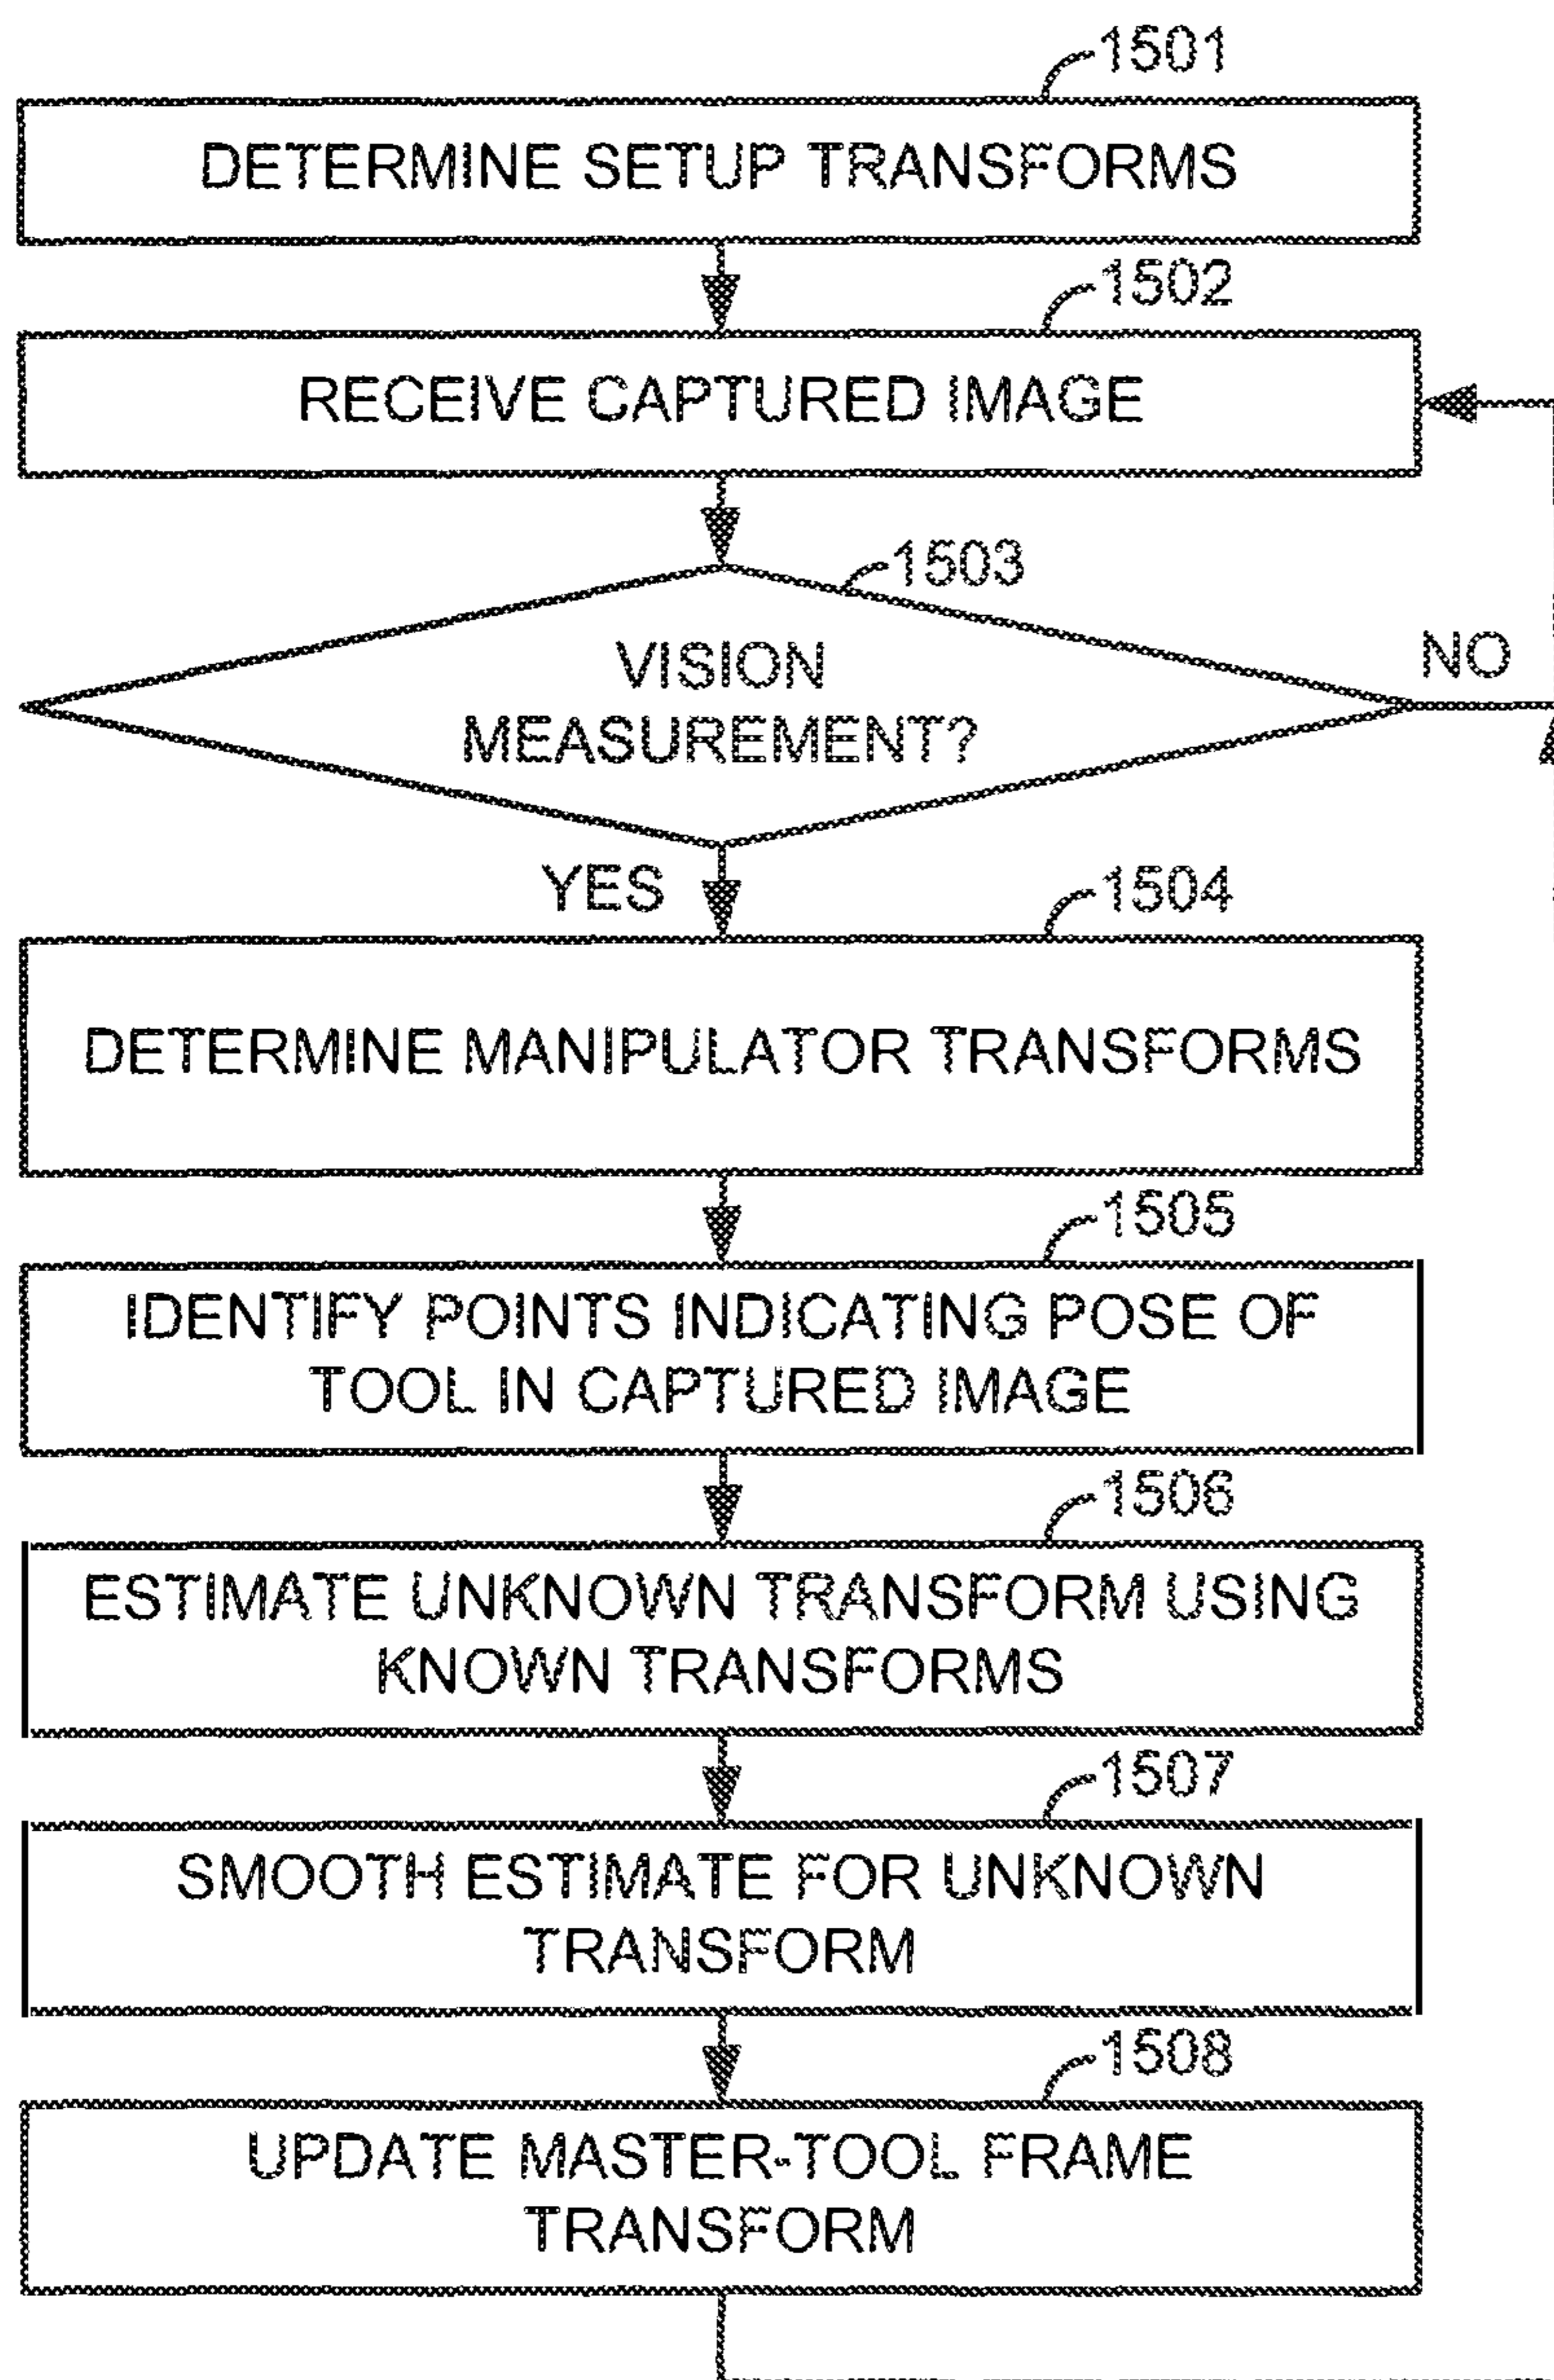 1501
DETERMINE SETUP TRANSFORMS
1502
RECEIVE CAPTURED IMAGE
1503
VISION
MEASUREMENT?
NO
YES
1504
DETERMINE MANIPULATOR TRANSFORMS
1505
IDENTIFY POINTS INDICATING POSE OF
TOOL IN CAPTURED IMAGE
1506
ESTIMATE UNKNOWN TRANSFORM USING
KNOWN TRANSFORMS
1507
SMOOTH ESTIMATE FOR UNKNOWN
TRANSFORM
1508
UPDATE MASTER-TOOL FRAME
TRANSFORM